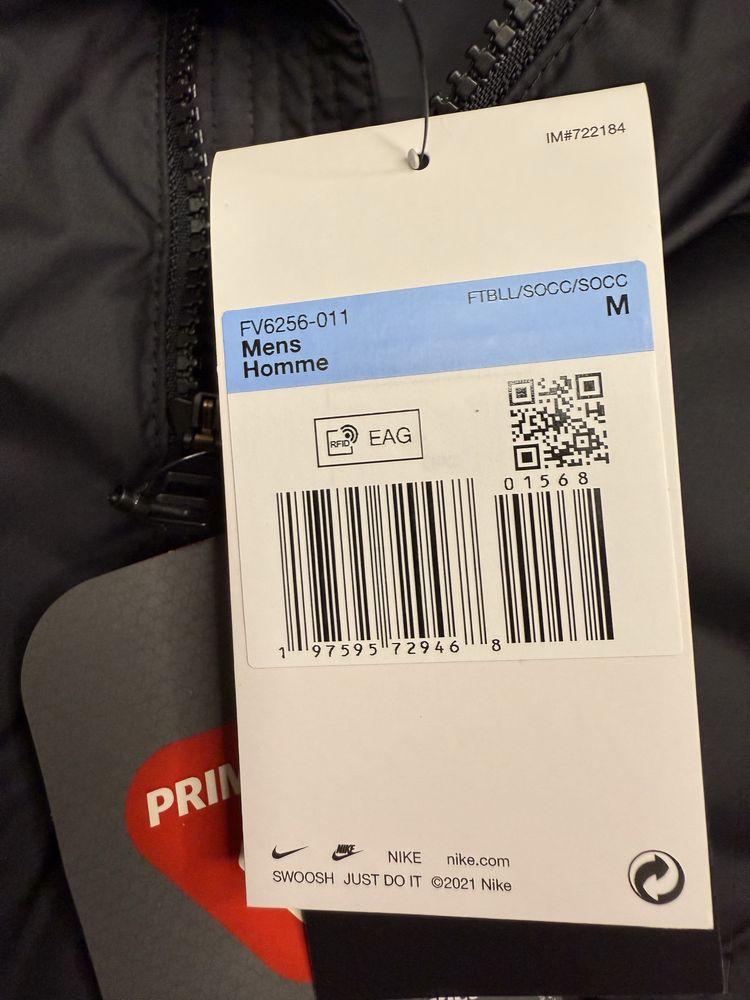 IM#722184
FTBLL/SOCC/SOCC
FV6256-011
M
Mens
Homme
RFID EAG
01568
1 97595 72946 8
PRIM
NIKE
NIKE nike.com
SWOOSH JUST DO IT ©2021 Nike